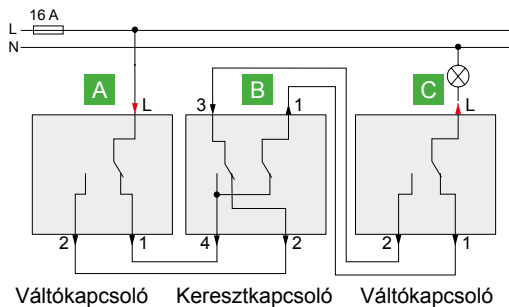 L 16 A
N
A L 3 B 1 C L
2 1 4 2 2 1
Váltókapcsoló Keresztkapcsoló Váltókapcsoló